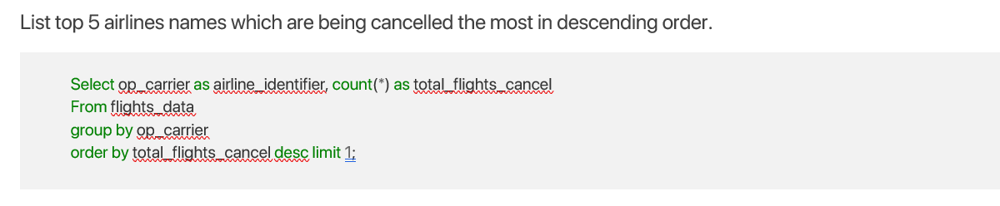 List top 5 airlines names which are being cancelled the most in descending order.
Select op_carrier as airline_identifier, count(*) as total_flights_cancel
From flights_data
group by op_carrier
order by total_flights_cancel desc limit 1;